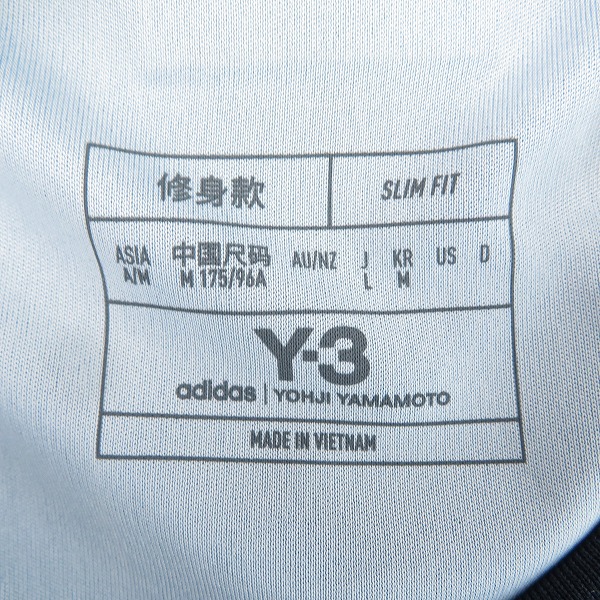 修身款 SLIM FIT
ASIA 中国尺码 AU/NZ J KR US D
A/M M 175/96A L M
Y-3
adidas | YOHJI YAMAMOTO
MADE IN VIETNAM